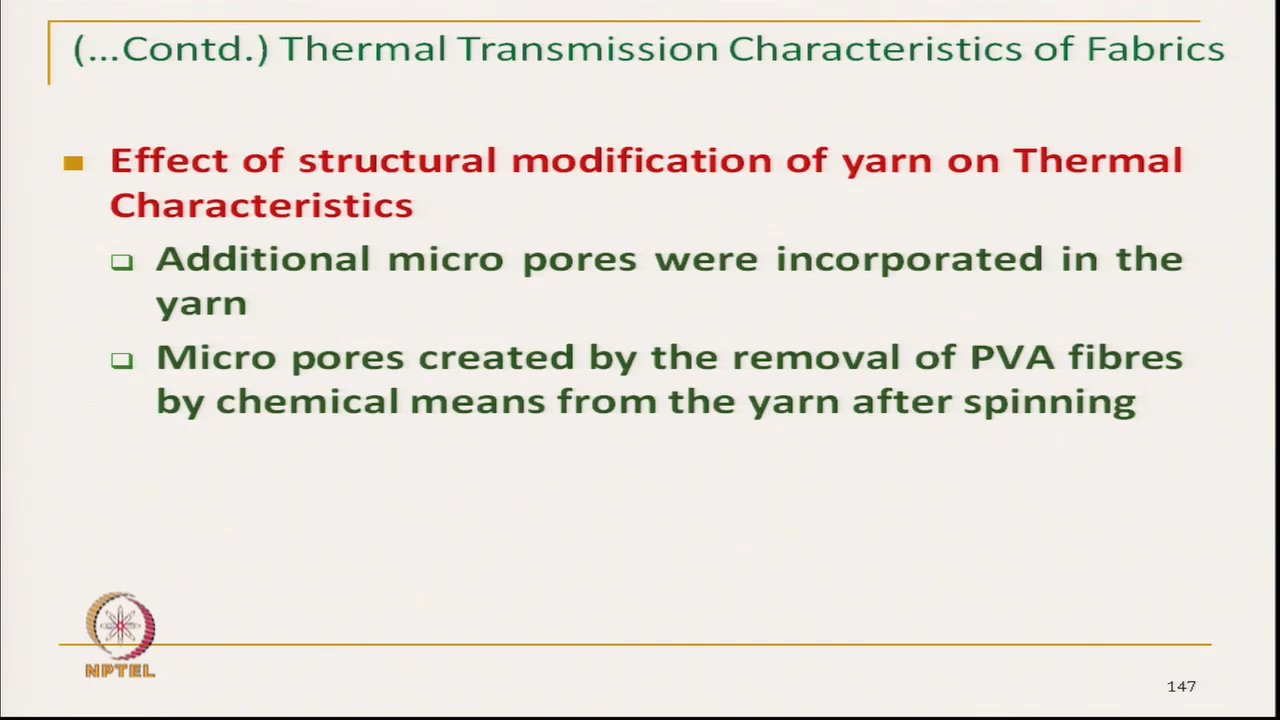 (...Contd.) Thermal Transmission Characteristics of Fabrics
Effect of structural modification of yarn on Thermal
Characteristics
Additional micro pores were incorporated in the
yarn
Micro pores created by the removal of PVA fibres
by chemical means from the yarn after spinning
NPTEL
147